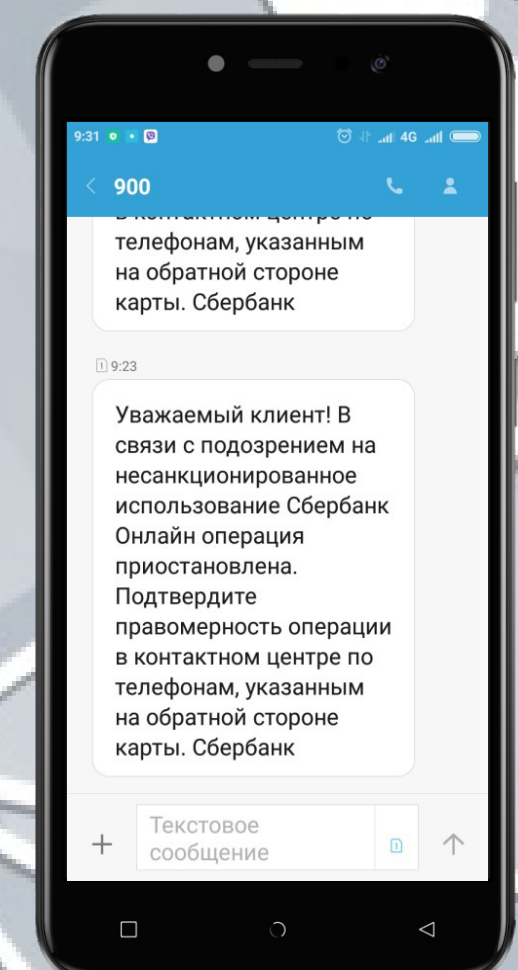 9:31
4G
900
в контактном центре по
телефонам, указанным
на обратной стороне
карты. Сбербанк
1 9:23
Уважаемый клиент! В
связи с подозрением на
несанкционированное
использование Сбербанк
Онлайн операция
приостановлена.
Подтвердите
правомерность операции
в контактном центре по
телефонам, указанным
на обратной стороне
карты. Сбербанк
Текстовое
сообщение
1